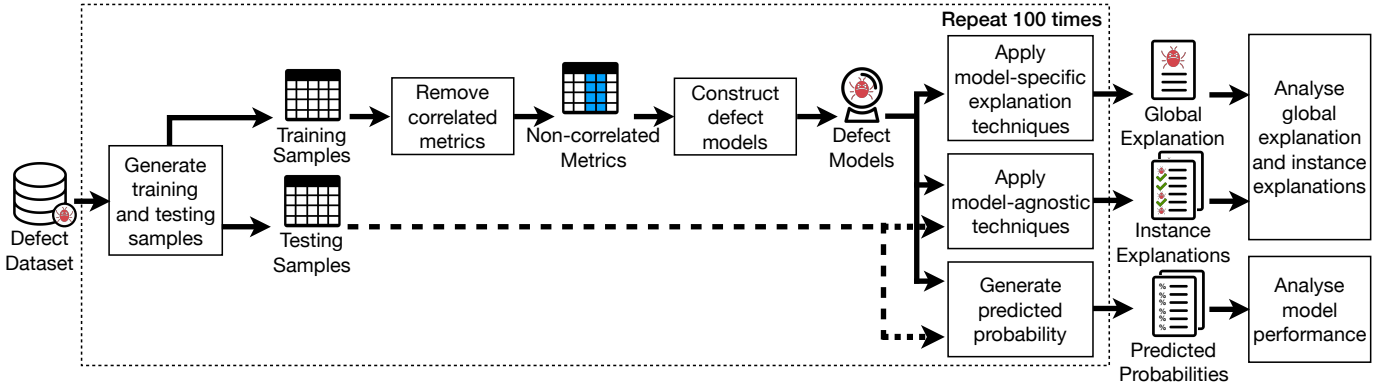 Repeat 100 times
Defect
Dataset
Generate
training
and testing
samples
Training
Samples
Testing
Samples
Remove
correlated
metrics
Non-correlated
Metrics
Construct
defect
models
Defect
Models
Apply
model-specific
explanation
techniques
Apply
model-agnostic
techniques
Generate
predicted
probability
Global
Explanation
Instance
Explanations
%
%
%
%
%
%
Predicted
Probabilities
Analyse
global
explanation
and instance
explanations
Analyse
model
performance